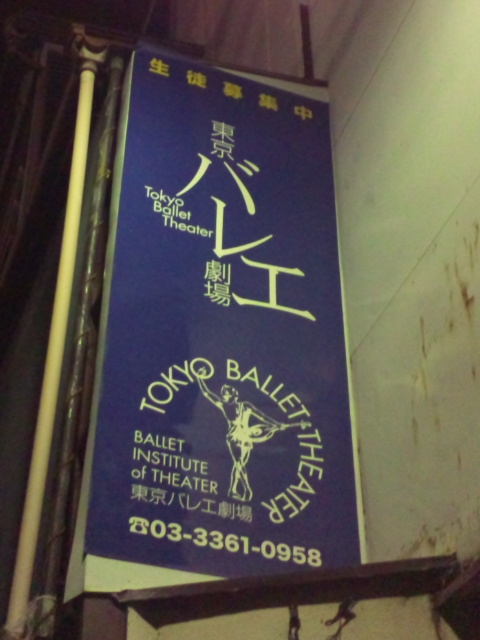 生徒募集中
東京
バレエ
劇場
Tokyo
Ballet
Theater
TOKYO BALLET THEATER
BALLET
INSTITUTE
of THEATER
東京バレエ劇場
☎03-3361-0958